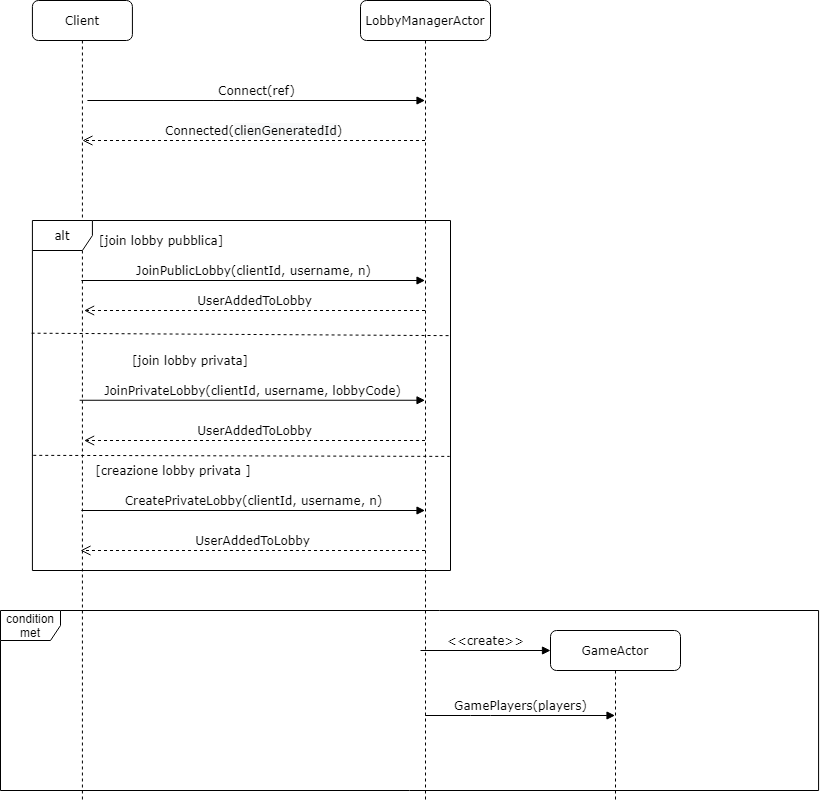 Client
LobbyManagerActor
Connect(ref)
Connected(clienGeneratedId)
alt
[join lobby pubblica]
JoinPublicLobby(clientId, username, n)
UserAddedToLobby
[join lobby privata]
JoinPrivateLobby(clientId, username, lobbyCode)
UserAddedToLobby
[creazione lobby privata ]
CreatePrivateLobby(clientId, username, n)
UserAddedToLobby
condition
met
<<create>>
GameActor
GamePlayers(players)